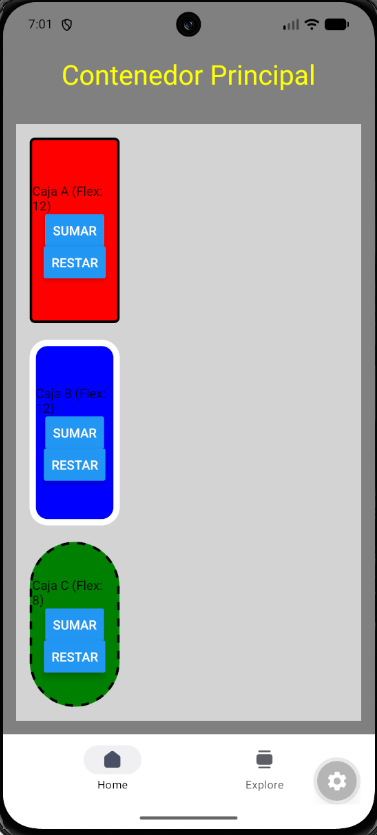 7:01
Contenedor Principal
Caja A (Flex:
12)
SUMAR
RESTAR
Caja B (Flex:
12)
SUMAR
RESTAR
Caja C (Flex:
8)
SUMAR
RESTAR
Home
Explore